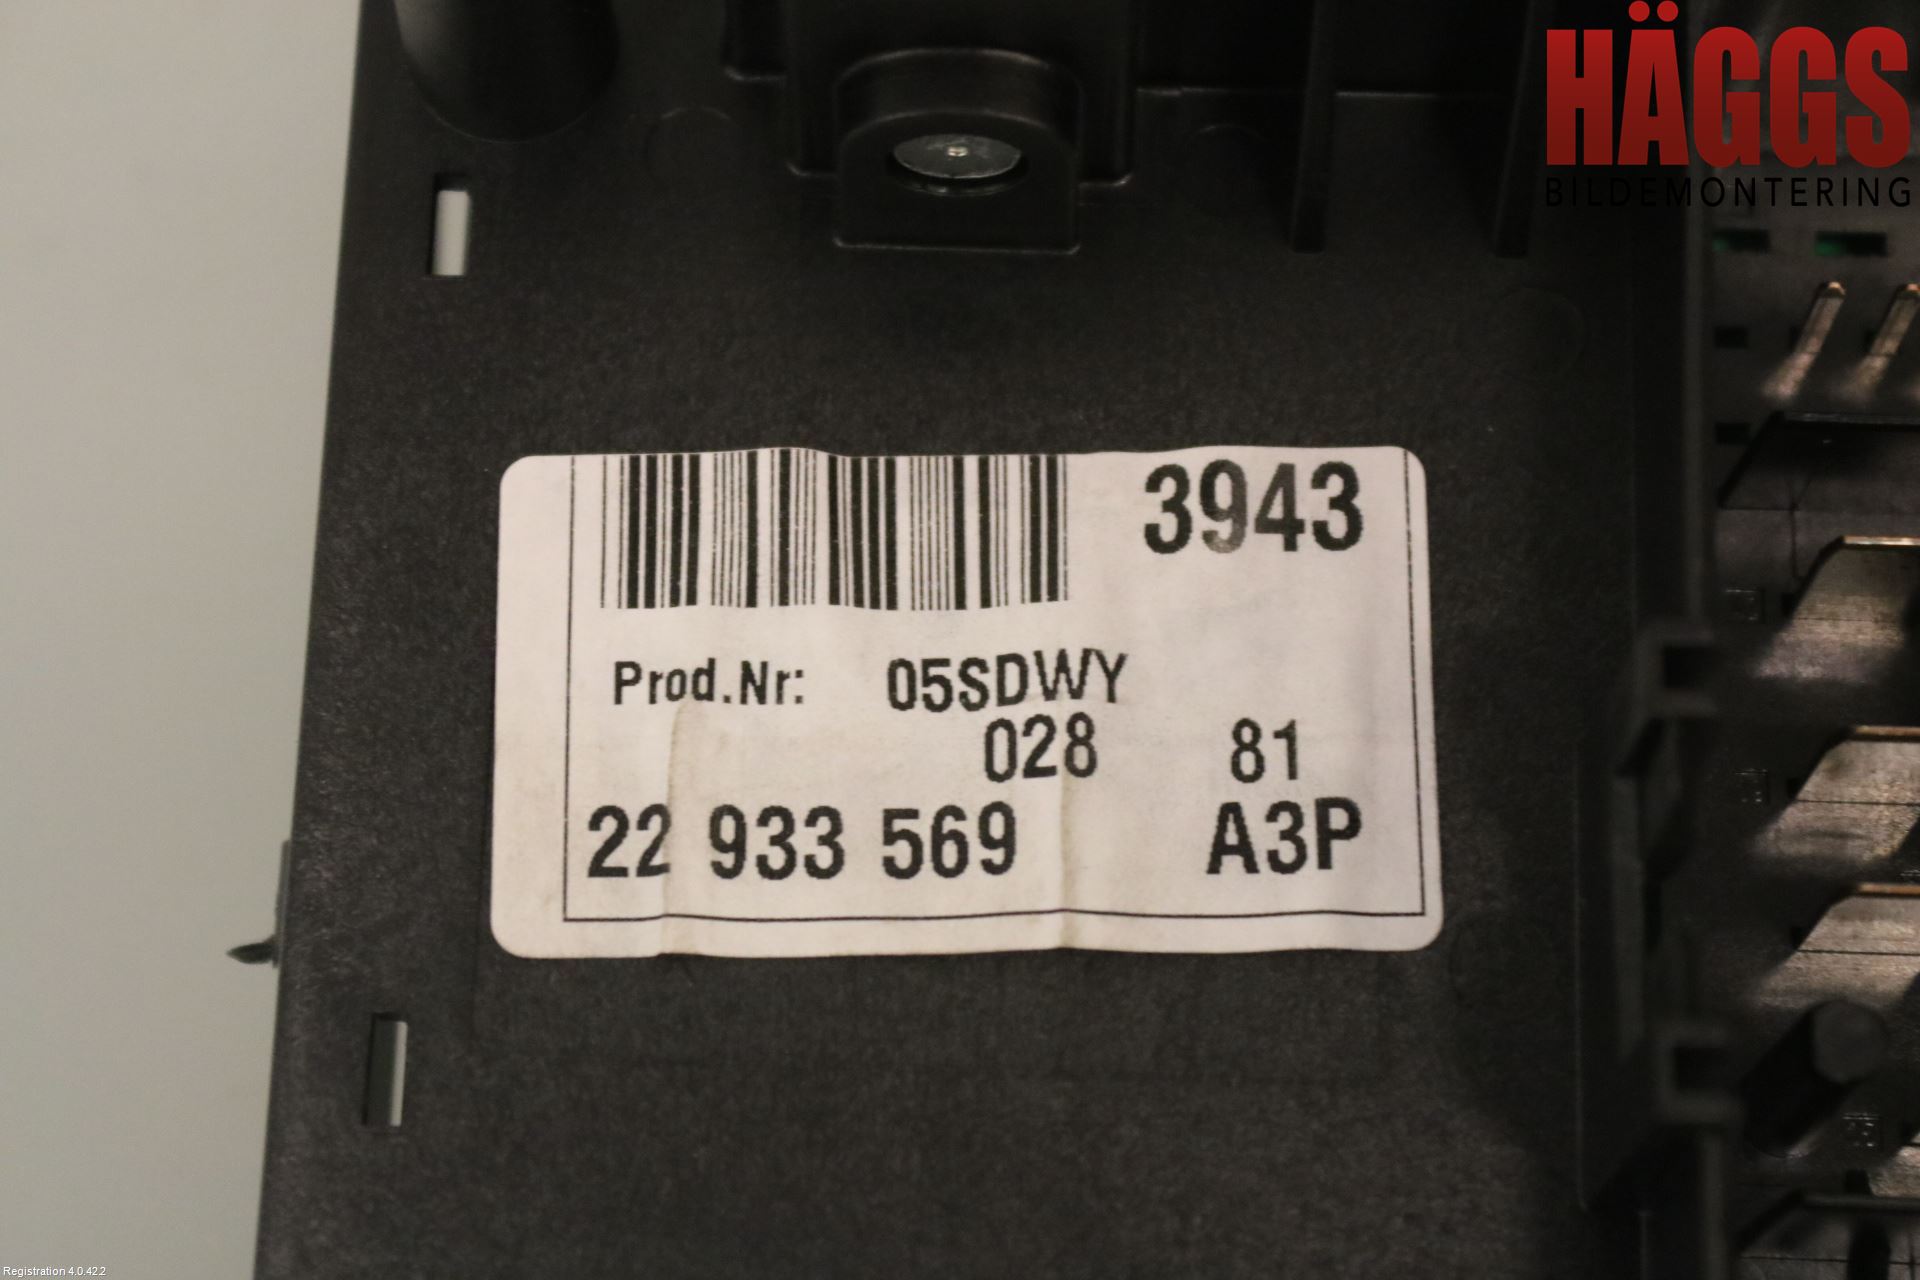 HÄGGS
BILDEMONTERING
3943
Prod.Nr: 05SDWY
028 81
22 933 569 A3P
Registration 4.0.42.2